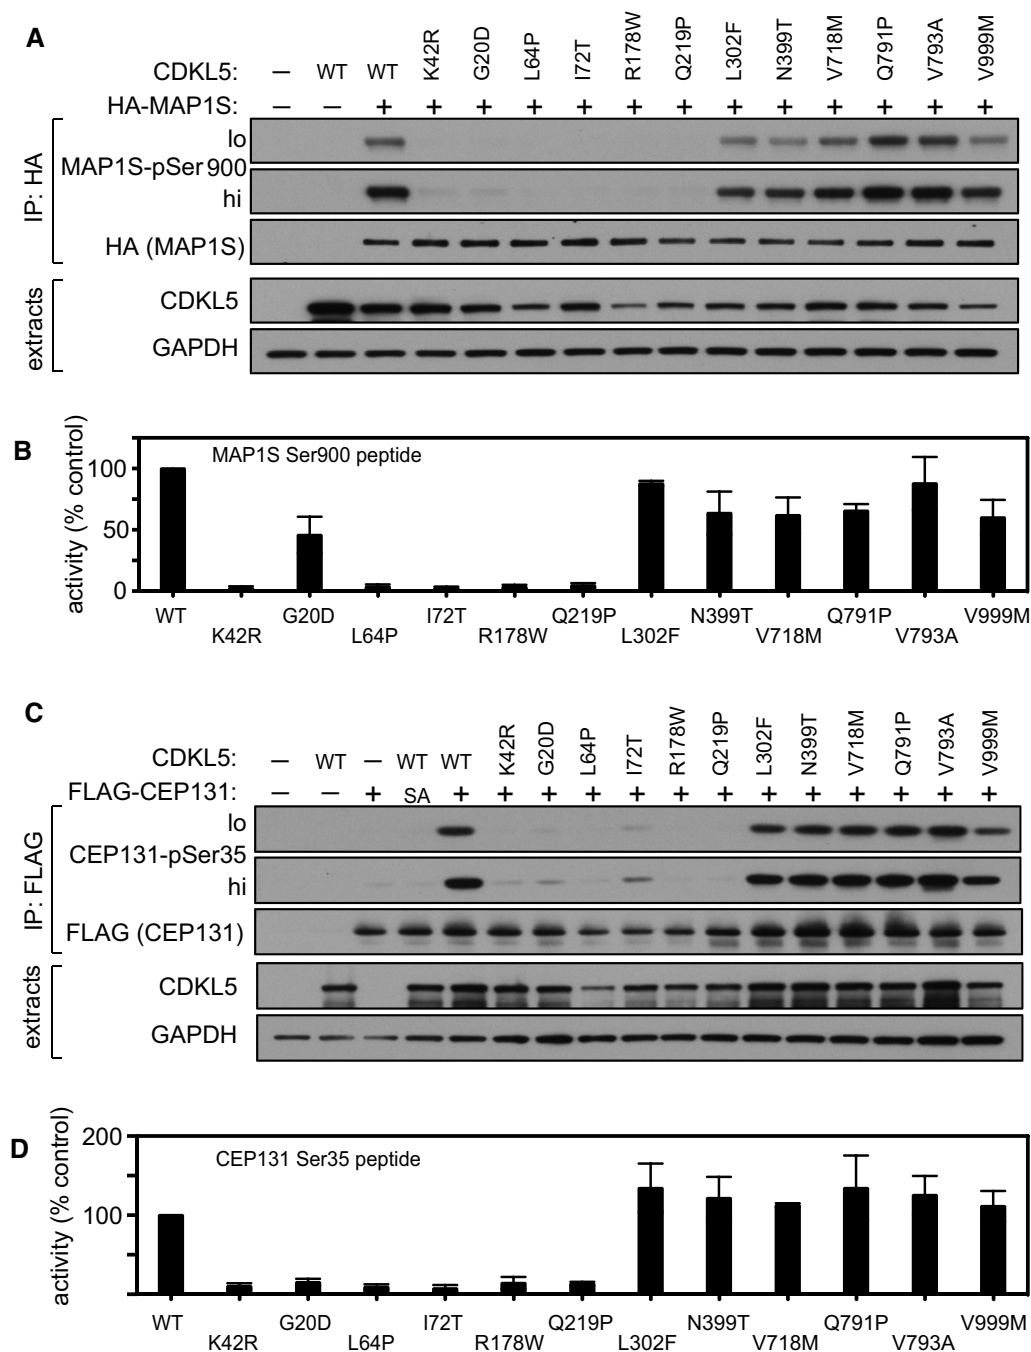 A
CDKL5: – WT WT K42R G20D L64P I72T R178W Q219P L302F N399T V718M Q791P V793A V999M
HA-MAP1S: – – + + + + + + + + + + + + +
IP: HA
lo
MAP1S-pSer 900
hi
HA (MAP1S)
extracts
CDKL5
GAPDH
B
MAP1S Ser900 peptide
activity (% control)
100
50
0
WT K42R G20D L64P I72T R178W Q219P L302F N399T V718M Q791P V793A V999M
C
CDKL5: – WT – WT WT K42R G20D L64P I72T R178W Q219P L302F N399T V718M Q791P V793A V999M
FLAG-CEP131: – – + SA + + + + + + + + + + + + +
IP: FLAG
lo
CEP131-pSer35
hi
FLAG (CEP131)
extracts
CDKL5
GAPDH
D
CEP131 Ser35 peptide
activity (% control)
200
100
WT K42R G20D L64P I72T R178W Q219P L302F N399T V718M Q791P V793A V999M